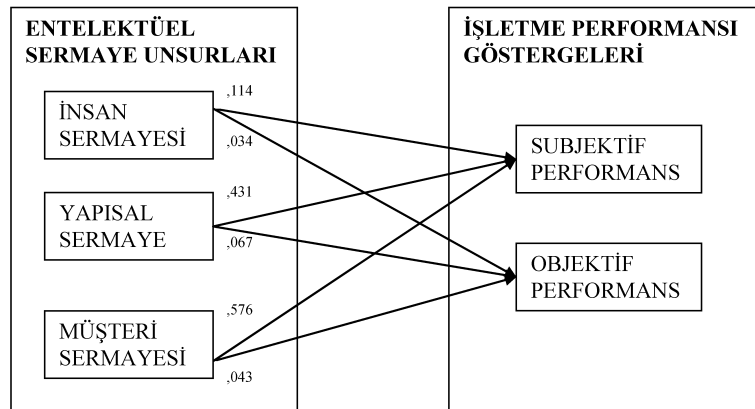 ENTELEKTÜEL
SERMAYE UNSURLARI
İNSAN
SERMAYESİ
,114
,034
YAPISAL
SERMAYE
,431
,067
MÜŞTERİ
SERMAYESİ
,576
,043
İŞLETME PERFORMANSI
GÖSTERGELERİ
SUBJEKTİF
PERFORMANS
OBJEKTİF
PERFORMANS